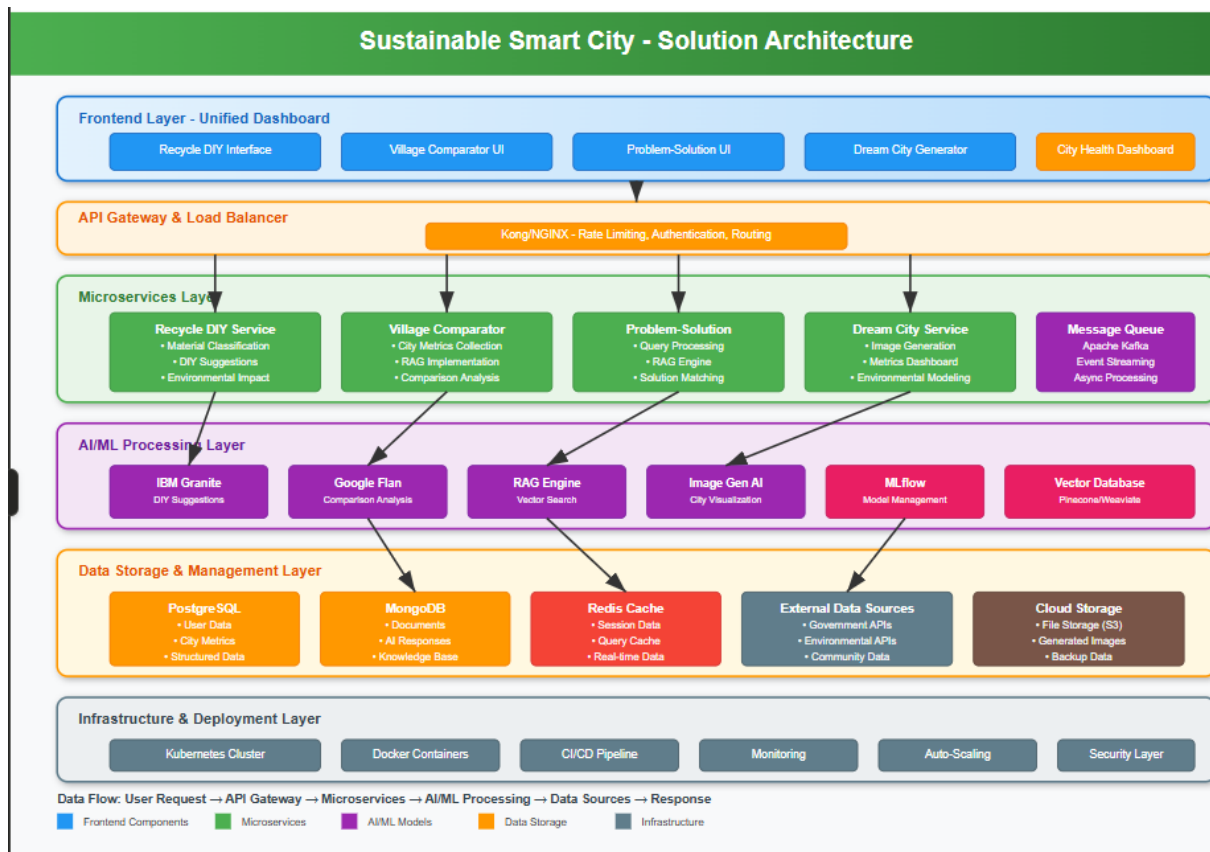 Sustainable Smart City - Solution Architecture
Frontend Layer - Unified Dashboard
Recycle DIY Interface
Village Comparator UI
Problem-Solution UI
Dream City Generator
City Health Dashboard
API Gateway & Load Balancer
Kong/NGINX - Rate Limiting, Authentication, Routing
Microservices Layer
Recycle DIY Service
• Material Classification
• DIY Suggestions
• Environmental Impact
Village Comparator
• City Metrics Collection
• RAG Implementation
• Comparison Analysis
Problem-Solution
• Query Processing
• RAG Engine
• Solution Matching
Dream City Service
• Image Generation
• Metrics Dashboard
• Environmental Modeling
Message Queue
Apache Kafka
Event Streaming
Async Processing
AI/ML Processing Layer
IBM Granite
DIY Suggestions
Google Flan
Comparison Analysis
RAG Engine
Vector Search
Image Gen AI
City Visualization
MLflow
Model Management
Vector Database
Pinecone/Weaviate
Data Storage & Management Layer
PostgreSQL
• User Data
• City Metrics
• Structured Data
MongoDB
• Documents
• AI Responses
• Knowledge Base
Redis Cache
• Session Data
• Query Cache
• Real-time Data
External Data Sources
• Government APIs
• Environmental APIs
• Community Data
Cloud Storage
• File Storage (S3)
• Generated Images
• Backup Data
Infrastructure & Deployment Layer
Kubernetes Cluster
Docker Containers
CI/CD Pipeline
Monitoring
Auto-Scaling
Security Layer
Data Flow: User Request → API Gateway → Microservices → AI/ML Processing → Data Sources → Response
Frontend Components
Microservices
AI/ML Models
Data Storage
Infrastructure